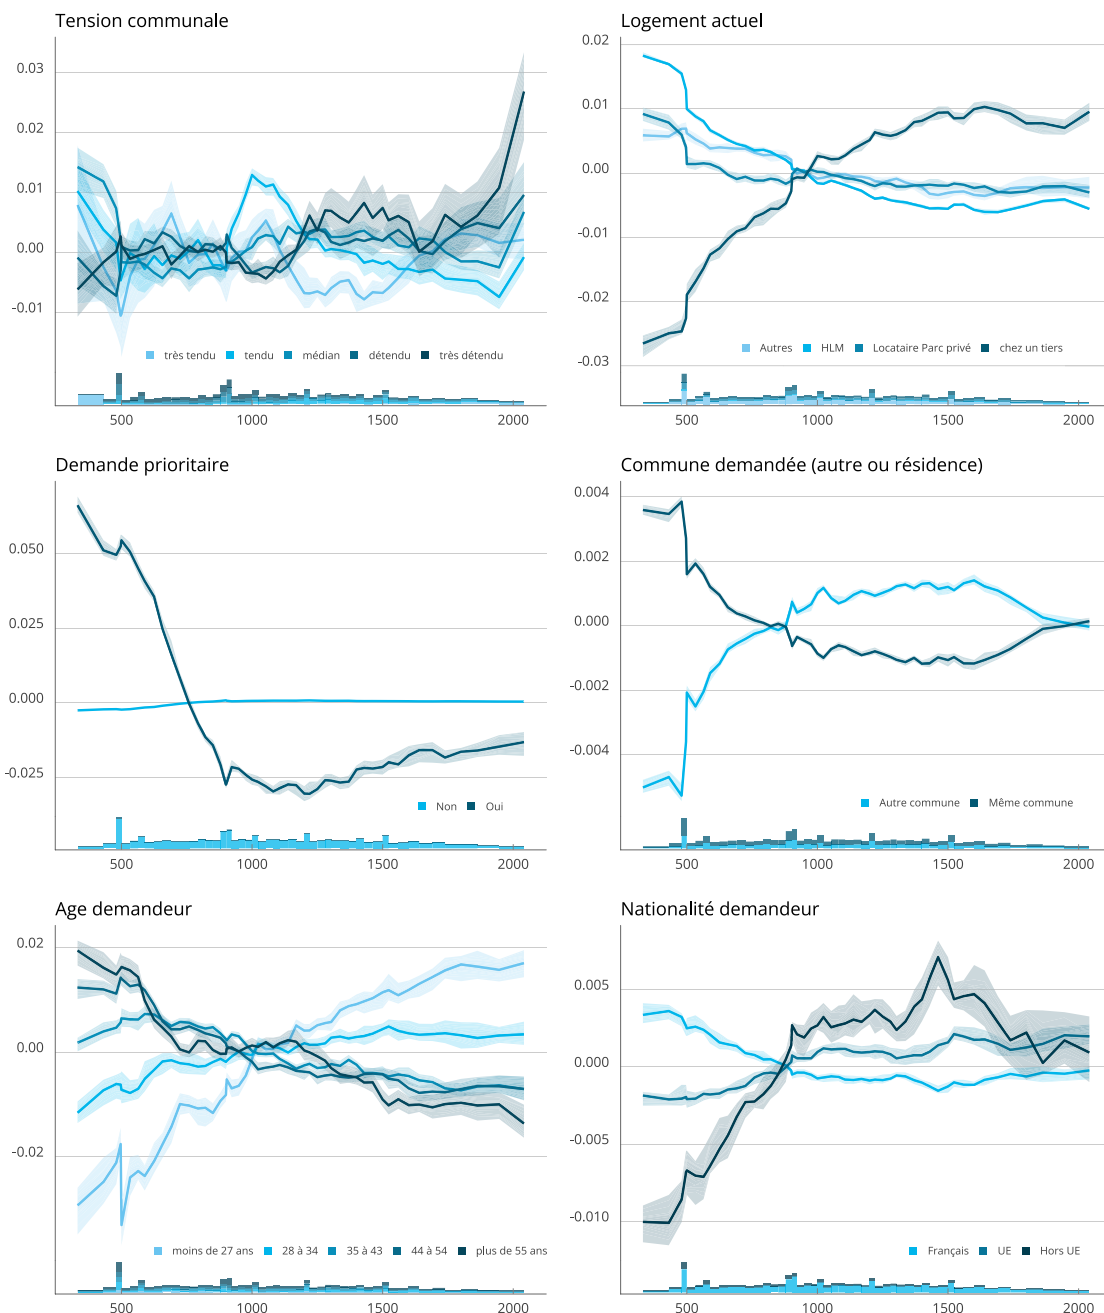 Tension communale
0.03
0.02
0.01
0.00
-0.01
très tendu tendu médian détendu très détendu
500 1000 1500 2000
Logement actuel
0.02
0.01
0.00
-0.01
-0.02
-0.03
Autres HLM Locataire Parc privé chez un tiers
500 1000 1500 2000
Demande prioritaire
0.050
0.025
0.000
-0.025
Non Oui
500 1000 1500 2000
Commune demandée (autre ou résidence)
0.004
0.002
0.000
-0.002
-0.004
Autre commune Même commune
500 1000 1500 2000
Age demandeur
0.02
0.00
-0.02
moins de 27 ans 28 à 34 35 à 43 44 à 54 plus de 55 ans
500 1000 1500 2000
Nationalité demandeur
0.005
0.000
-0.005
-0.010
Français UE Hors UE
500 1000 1500 2000